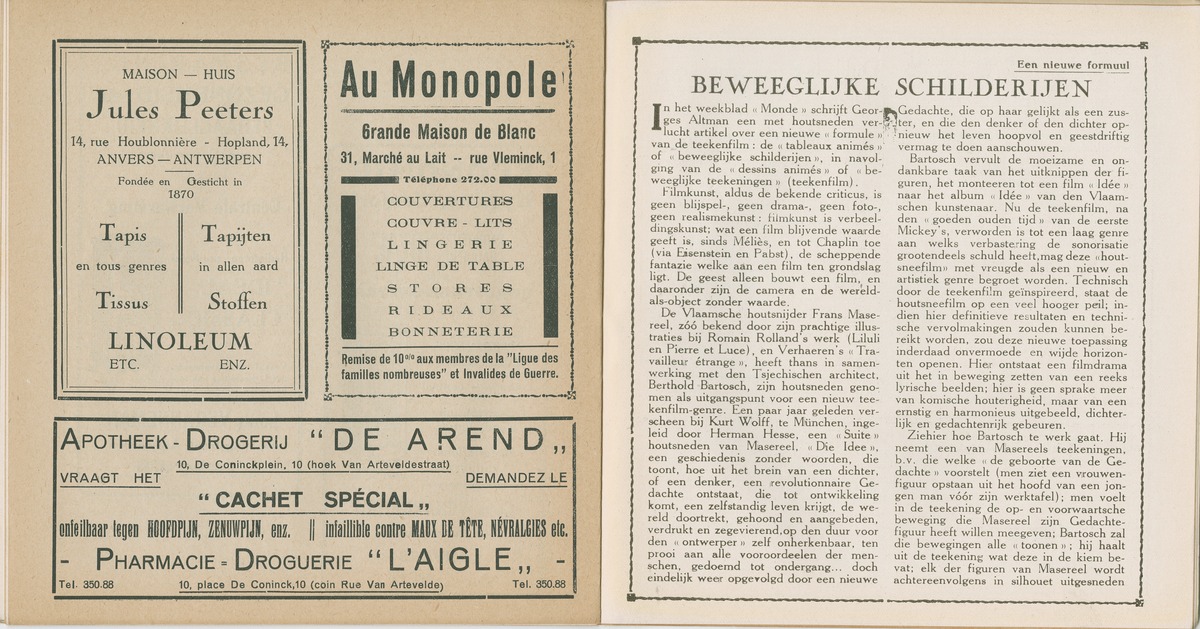 MAISON — HUIS
Jules Peeters
14, rue Houblonnière - Hopland, 14,
ANVERS — ANTWERPEN
Fondée en Gesticht in
1870
Tapis
en tous genres
Tissus
Tapijten
in allen aard
Stoffen
LINOLEUM
ETC. ENZ.
Au Monopole
Grande Maison de Blanc
31, Marché au Lait -- rue Vleminck, 1
Téléphone 272.00
COUVERTURES
COUVRE - LITS
LINGERIE
LINGE DE TABLE
STORES
RIDEAUX
BONNETERIE
Remise de 10 % aux membres de la "Ligue des
familles nombreuses" et Invalides de Guerre.
APOTHEEK - DROGERIJ "DE AREND„
10, De Coninckplein, 10 (hoek Van Arteveldestraat)
VRAAGT HET DEMANDEZ LE
"CACHET SPÉCIAL„
onfeilbaar tegen HOOFDPIJN, ZENUWPIJN, enz. || infaillible contre MAUX DE TÊTE, NÉVRALGIES etc.
- PHARMACIE - DROGUERIE "L'AIGLE„ -
Tel. 350.88 10, place De Coninck,10 (coin Rue Van Artevelde) Tel. 350.88
Een nieuwe formuul
BEWEEGLIJKE SCHILDERIJEN
In het weekblad « Monde » schrijft Geor-
ges Altman een met houtsneden ver-
lucht artikel over een nieuwe « formule »
van de teekenfilm : de « tableaux animés »
of « beweeglijke schilderijen », in navol-
ging van de « dessins animés » of « be-
weeglijke teekeningen » (teekenfilm).
Filmkunst, aldus de bekende criticus, is
geen blijspel-, geen drama-, geen foto-,
geen realismekunst : filmkunst is verbeel-
dingskunst; wat een film blijvende waarde
geeft is, sinds Méliès, en tot Chaplin toe
(via Eisenstein en Pabst), de scheppende
fantazie welke aan een film ten grondslag
ligt. De geest alleen bouwt een film, en
daaronder zijn de camera en de wereld-
als-object zonder waarde.
De Vlaamsche houtsnijder Frans Mase-
reel, zóó bekend door zijn prachtige illus-
traties bij Romain Rolland's werk (Liluli
en Pierre et Luce), en Verhaeren's « Tra-
vailleur étrange », heeft thans in samen-
werking met den Tsjechischen architect,
Berthold Bartosch, zijn houtsneden geno-
men als uitgangspunt voor een nieuw tee-
kenfilm-genre. Een paar jaar geleden ver-
scheen bij Kurt Wolff, te München, inge-
leid door Herman Hesse, een « Suite »
houtsneden van Masereel, « Die Idee »,
een geschiedenis zonder woorden, die
toont, hoe uit het brein van een dichter,
of een denker, een revolutionnaire Ge-
dachte ontstaat, die tot ontwikkeling
komt, een zelfstandig leven krijgt, de we-
reld doortrekt, gehoond en aangebeden,
verdrukt en zegevierend,op den duur voor
den « ontwerper » zelf onherkenbaar, ten
prooi aan alle vooroordeelen der men-
schen, gedoemd tot ondergang... doch
eindelijk weer opgevolgd door een nieuwe
Gedachte, die op haar gelijkt als een zus-
ter, en die den denker of den dichter op-
nieuw het leven hoopvol en geestdriftig
vermag te doen aanschouwen.
Bartosch vervult de moeizame en on-
dankbare taak van het uitknippen der fi-
guren, het monteeren tot een film « Idée »
naar het album « Idée » van den Vlaam-
schen kunstenaar. Nu de teekenfilm, na
den « goeden ouden tijd » van de eerste
Mickey's, verworden is tot een laag genre
aan welks verbastering de sonorisatie
grootendeels schuld heeft,mag deze «hout-
sneefilm» met vreugde als een nieuw en
artistiek genre begroet worden. Technisch
door de teekenfilm geïnspireerd, staat de
houtsneefilm op een veel hooger peil; in-
dien hier definitieve resultaten en techni-
sche vervolmakingen zouden kunnen be-
reikt worden, zou deze nieuwe toepassing
inderdaad onvermoede en wijde horizon-
ten openen. Hier ontstaat een filmdrama
uit het in beweging zetten van een reeks
lyrische beelden; hier is geen sprake meer
van komische houterigheid, maar van een
ernstig en harmonieus uitgebeeld, dichter-
lijk en gedachtenrijk gebeuren.
Ziehier hoe Bartosch te werk gaat. Hij
neemt een van Masereels teekeningen,
b.v. die welke « de geboorte van de Ge-
dachte » voorstelt (men ziet een vrouwen-
figuur opstaan uit het hoofd van een jon-
gen man vóór zijn werktafel); men voelt
in de teekening de op- en voorwaartsche
beweging die Masereel zijn Gedachte-
figuur heeft willen meegeven; Bartosch zal
die bewegingen alle « toonen » ; hij haalt
uit de teekening wat deze in de kiem be-
vat; elk der figuren van Masereel wordt
achtereenvolgens in silhouet uitgesneden